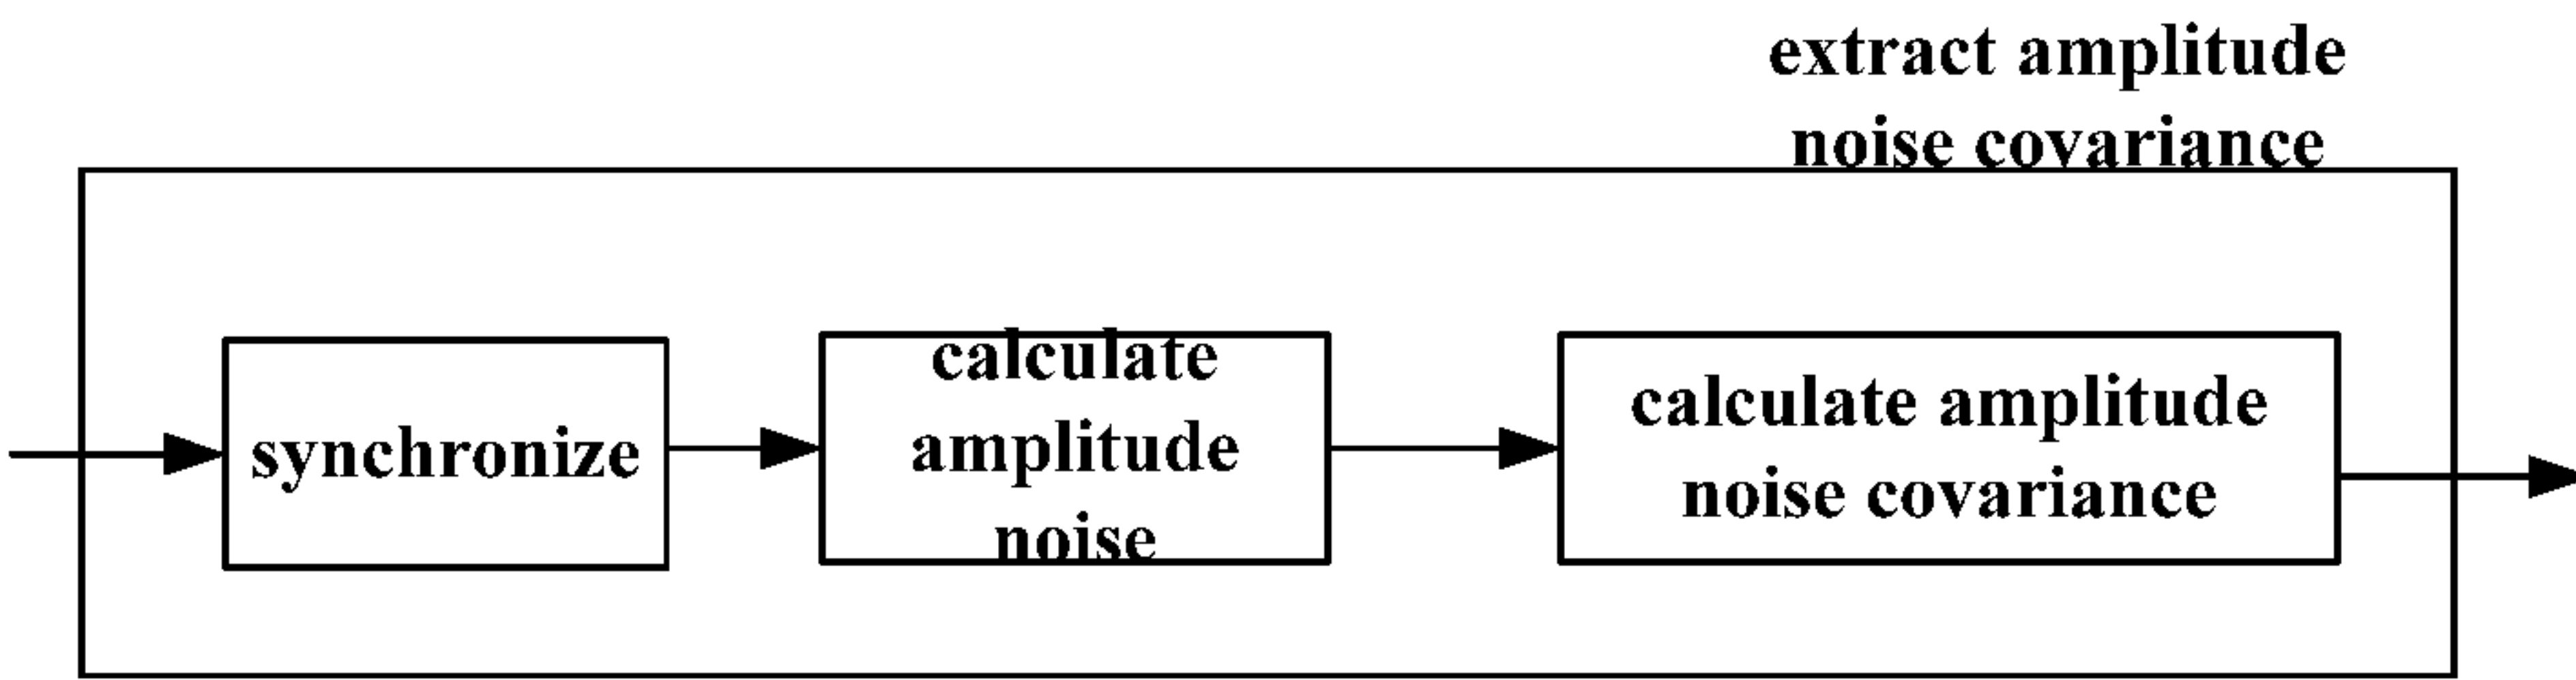 extract amplitude
noise covariance
synchronize
calculate
amplitude
noise
calculate amplitude
noise covariance